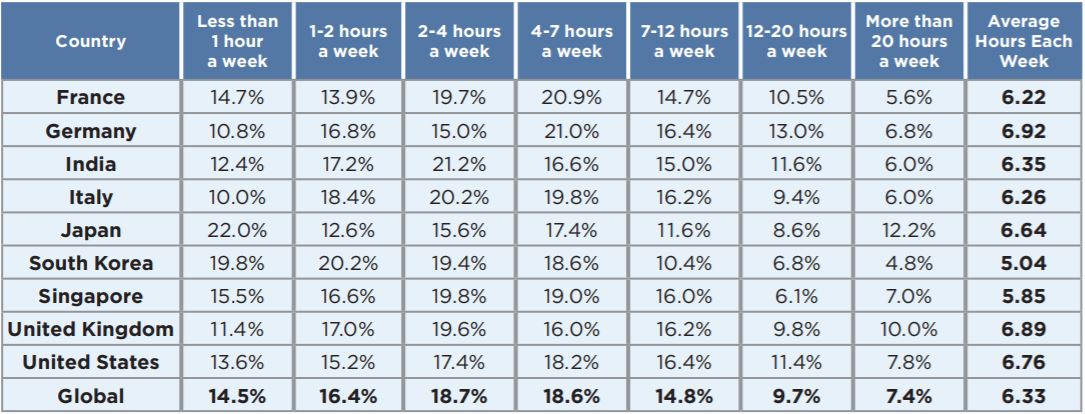 Country Less than 1 hour a week 1-2 hours a week 2-4 hours a week 4-7 hours a week 7-12 hours a week 12-20 hours a week More than 20 hours a week Average Hours Each Week
France 14.7% 13.9% 19.7% 20.9% 14.7% 10.5% 5.6% 6.22
Germany 10.8% 16.8% 15.0% 21.0% 16.4% 13.0% 6.8% 6.92
India 12.4% 17.2% 21.2% 16.6% 15.0% 11.6% 6.0% 6.35
Italy 10.0% 18.4% 20.2% 19.8% 16.2% 9.4% 6.0% 6.26
Japan 22.0% 12.6% 15.6% 17.4% 11.6% 8.6% 12.2% 6.64
South Korea 19.8% 20.2% 19.4% 18.6% 10.4% 6.8% 4.8% 5.04
Singapore 15.5% 16.6% 19.8% 19.0% 16.0% 6.1% 7.0% 5.85
United Kingdom 11.4% 17.0% 19.6% 16.0% 16.2% 9.8% 10.0% 6.89
United States 13.6% 15.2% 17.4% 18.2% 16.4% 11.4% 7.8% 6.76
Global 14.5% 16.4% 18.7% 18.6% 14.8% 9.7% 7.4% 6.33